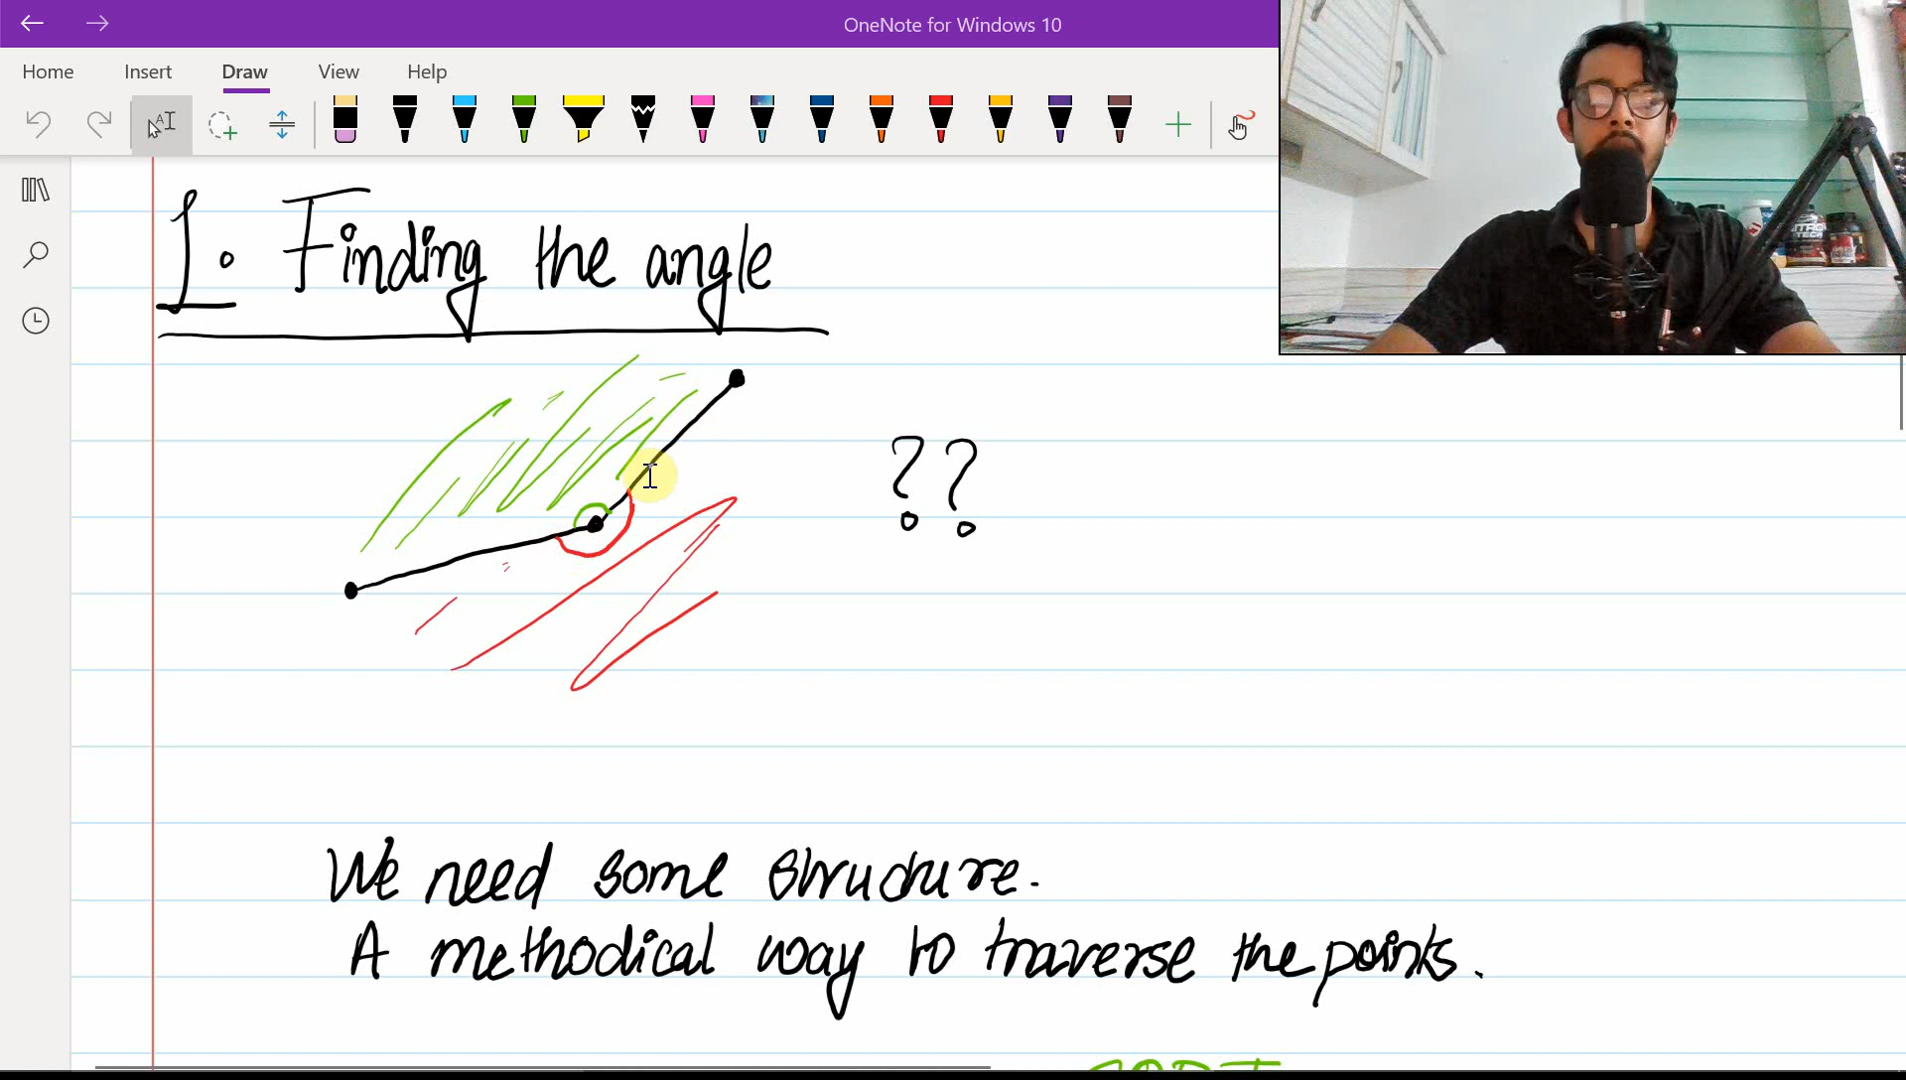 OneNote for Windows 10
Home Insert Draw View Help
1. Finding the angle
??
We need some structure.
A methodical way to traverse the points.